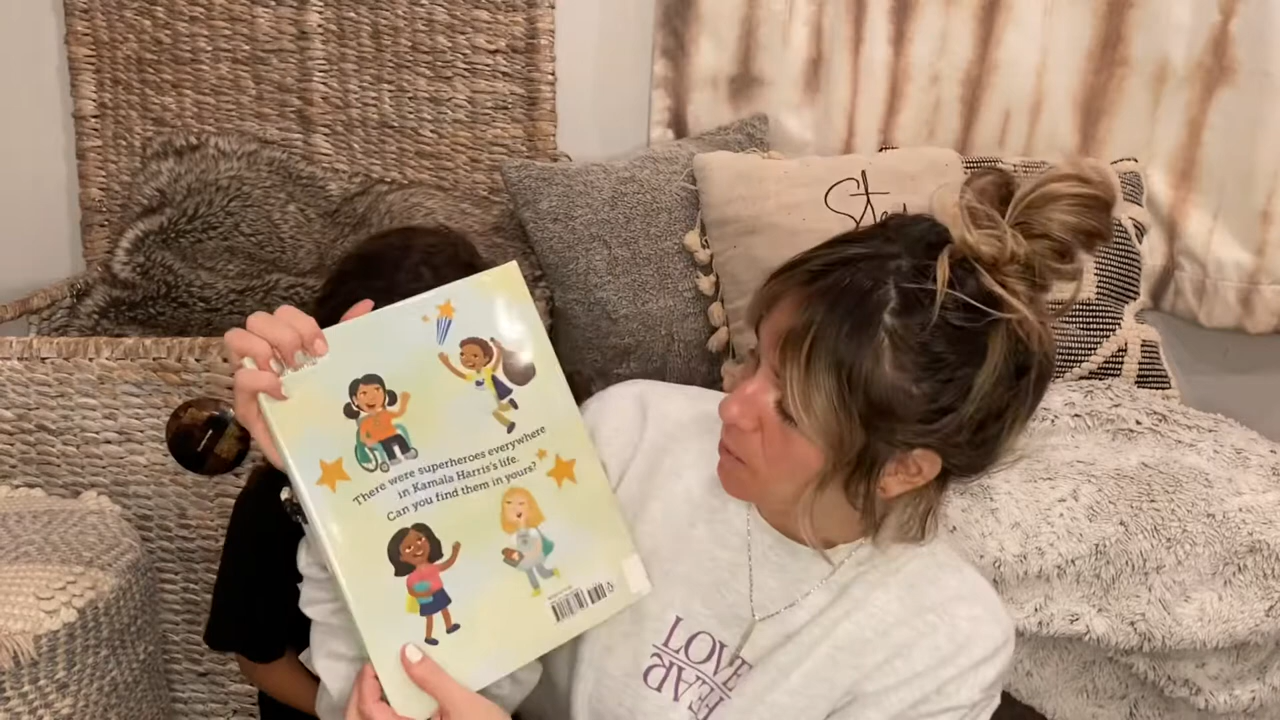 There were superheroes everywhere
in Kamala Harris's life.
Can you find them in yours?
LOVE
FEAR